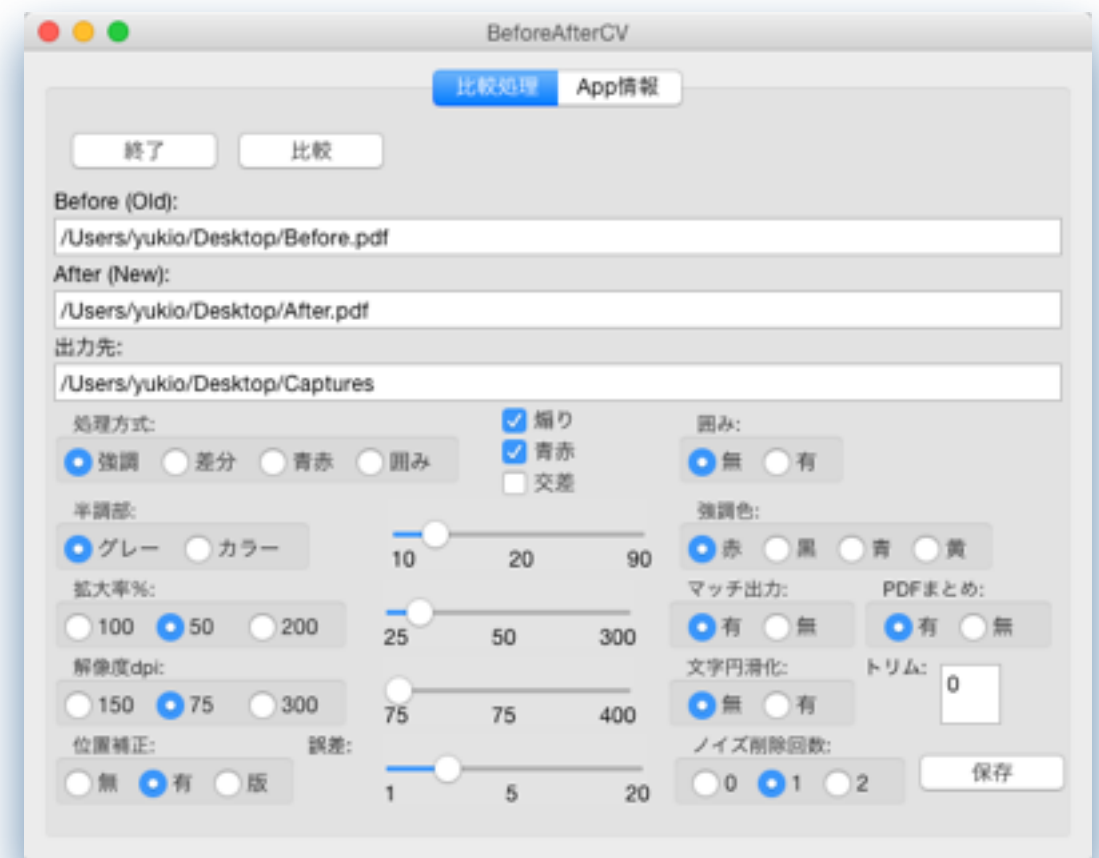 BeforeAfterCV
比較処理 App情報
終了 比較
Before (Old):
/Users/yukio/Desktop/Before.pdf
After (New):
/Users/yukio/Desktop/After.pdf
出力先:
/Users/yukio/Desktop/Captures
処理方式: 煽り 囲み:
強調 差分 青赤 囲み 青赤 無 有
交差
半調部: 強調色:
グレー カラー 10 20 90 赤 黒 青 黄
拡大率%: マッチ出力: PDFまとめ:
100 50 200 25 50 300 有 無 有 無
解像度dpi: 文字円滑化: トリム:
150 75 300 75 75 400 無 有 0
位置補正: 誤差: ノイズ削除回数:
無 有 版 1 5 20 0 1 2 保存